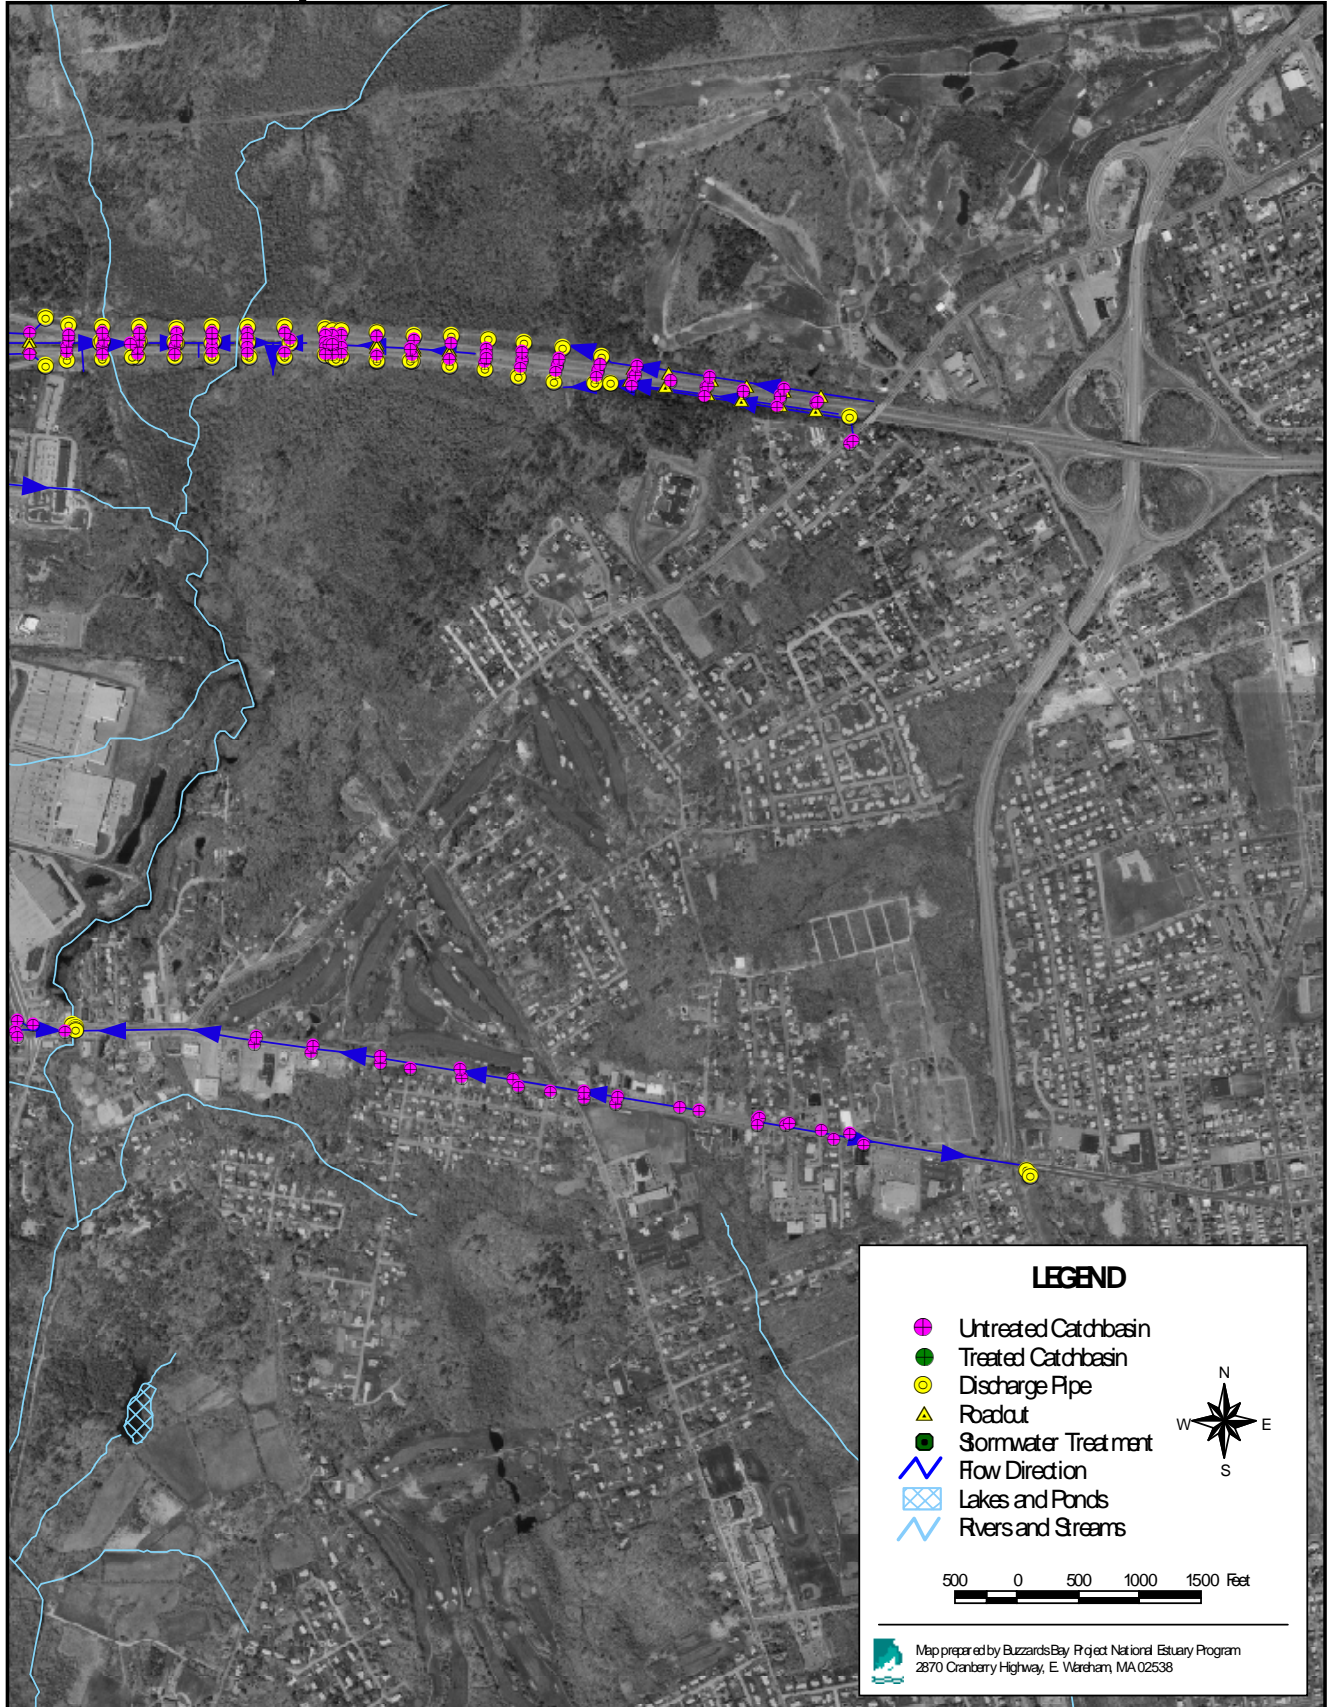 LEGEND
Untreated Catchbasin
Treated Catchbasin
Discharge Pipe
Roadcut
Stormwater Treatment
Flow Direction
Lakes and Ponds
Rivers and Streams
N
W E
S
500 0 500 1000 1500 Feet
Map prepared by Buzzards Bay Project National Estuary Program
2870 Cranberry Highway, E. Wareham, MA 02538